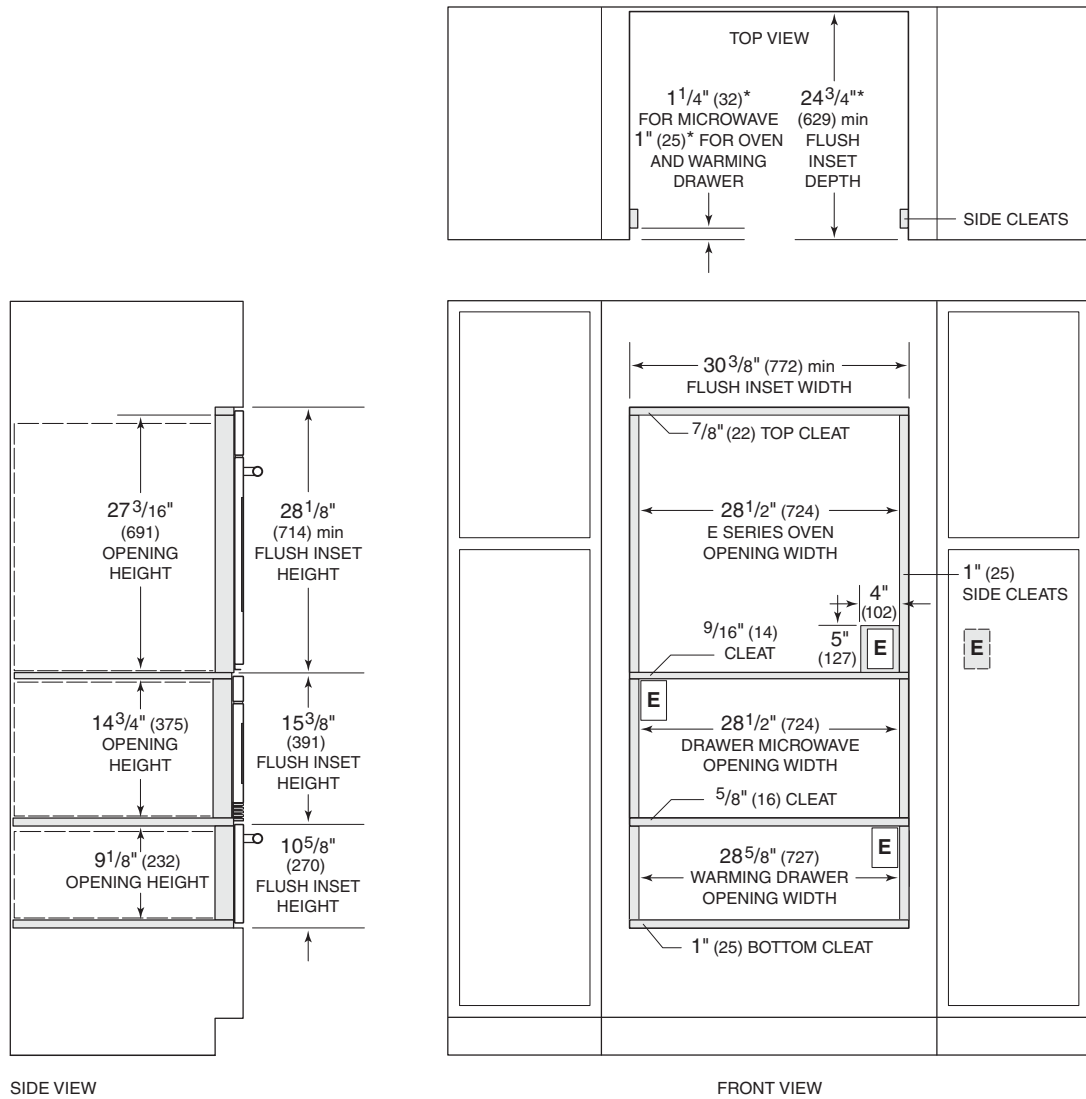 TOP VIEW
1 1/4" (32)*
FOR MICROWAVE
1" (25)* FOR OVEN
AND WARMING
DRAWER
24 3/4"*
(629) min
FLUSH
INSET
DEPTH
SIDE CLEATS
30 3/8" (772) min
FLUSH INSET WIDTH
7/8" (22) TOP CLEAT
27 3/16"
(691)
OPENING
HEIGHT
28 1/8"
(714) min
FLUSH INSET
HEIGHT
28 1/2" (724)
E SERIES OVEN
OPENING WIDTH
1" (25)
SIDE CLEATS
4"
(102)
5"
(127)
E
E
9/16" (14)
CLEAT
E
14 3/4" (375)
OPENING
HEIGHT
15 3/8"
(391)
FLUSH INSET
HEIGHT
28 1/2" (724)
DRAWER MICROWAVE
OPENING WIDTH
5/8" (16) CLEAT
9 1/8" (232)
OPENING HEIGHT
10 5/8"
(270)
FLUSH INSET
HEIGHT
E
28 5/8" (727)
WARMING DRAWER
OPENING WIDTH
1" (25) BOTTOM CLEAT
SIDE VIEW
FRONT VIEW